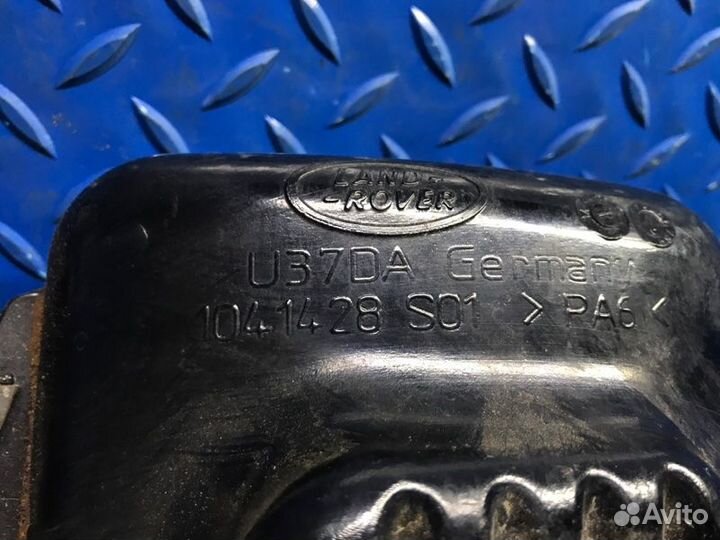 LAND-
-ROVER
U37DA Germany
1041428 S01 >PA6<
Avito